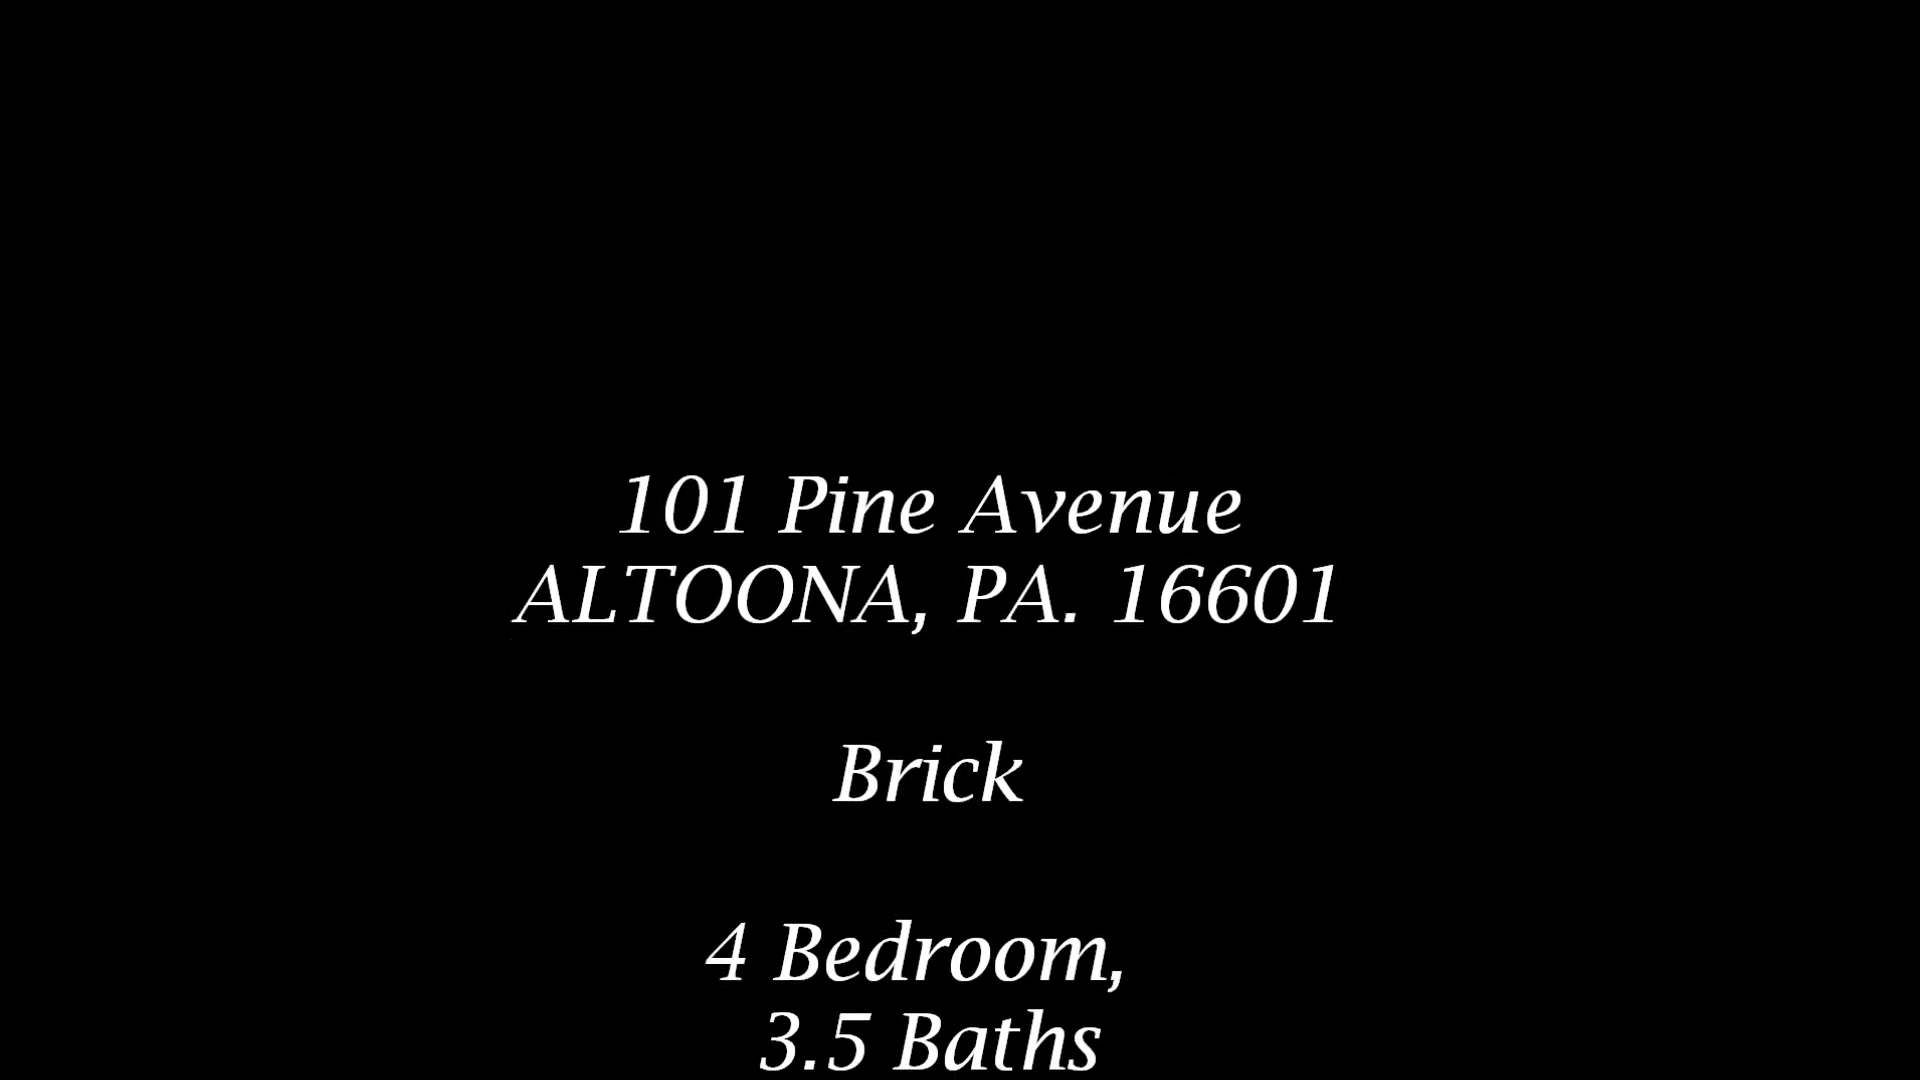 101 Pine Avenue
ALTOONA, PA. 16601
Brick
4 Bedroom,
3.5 Baths